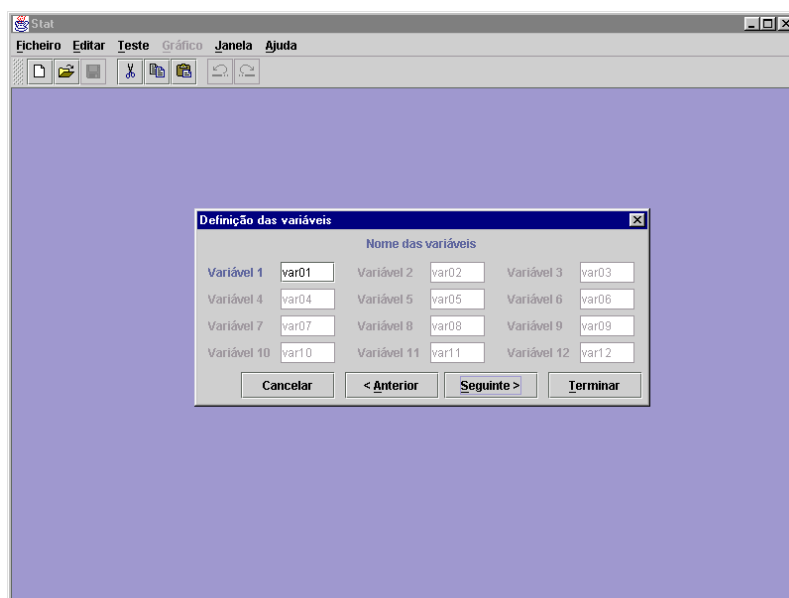 Stat
Ficheiro Editar Teste Gráfico Janela Ajuda
Definição das variáveis
Nome das variáveis
Variável 1 var01 Variável 2 var02 Variável 3 var03
Variável 4 var04 Variável 5 var05 Variável 6 var06
Variável 7 var07 Variável 8 var08 Variável 9 var09
Variável 10 var10 Variável 11 var11 Variável 12 var12
Cancelar < Anterior Seguinte > Terminar